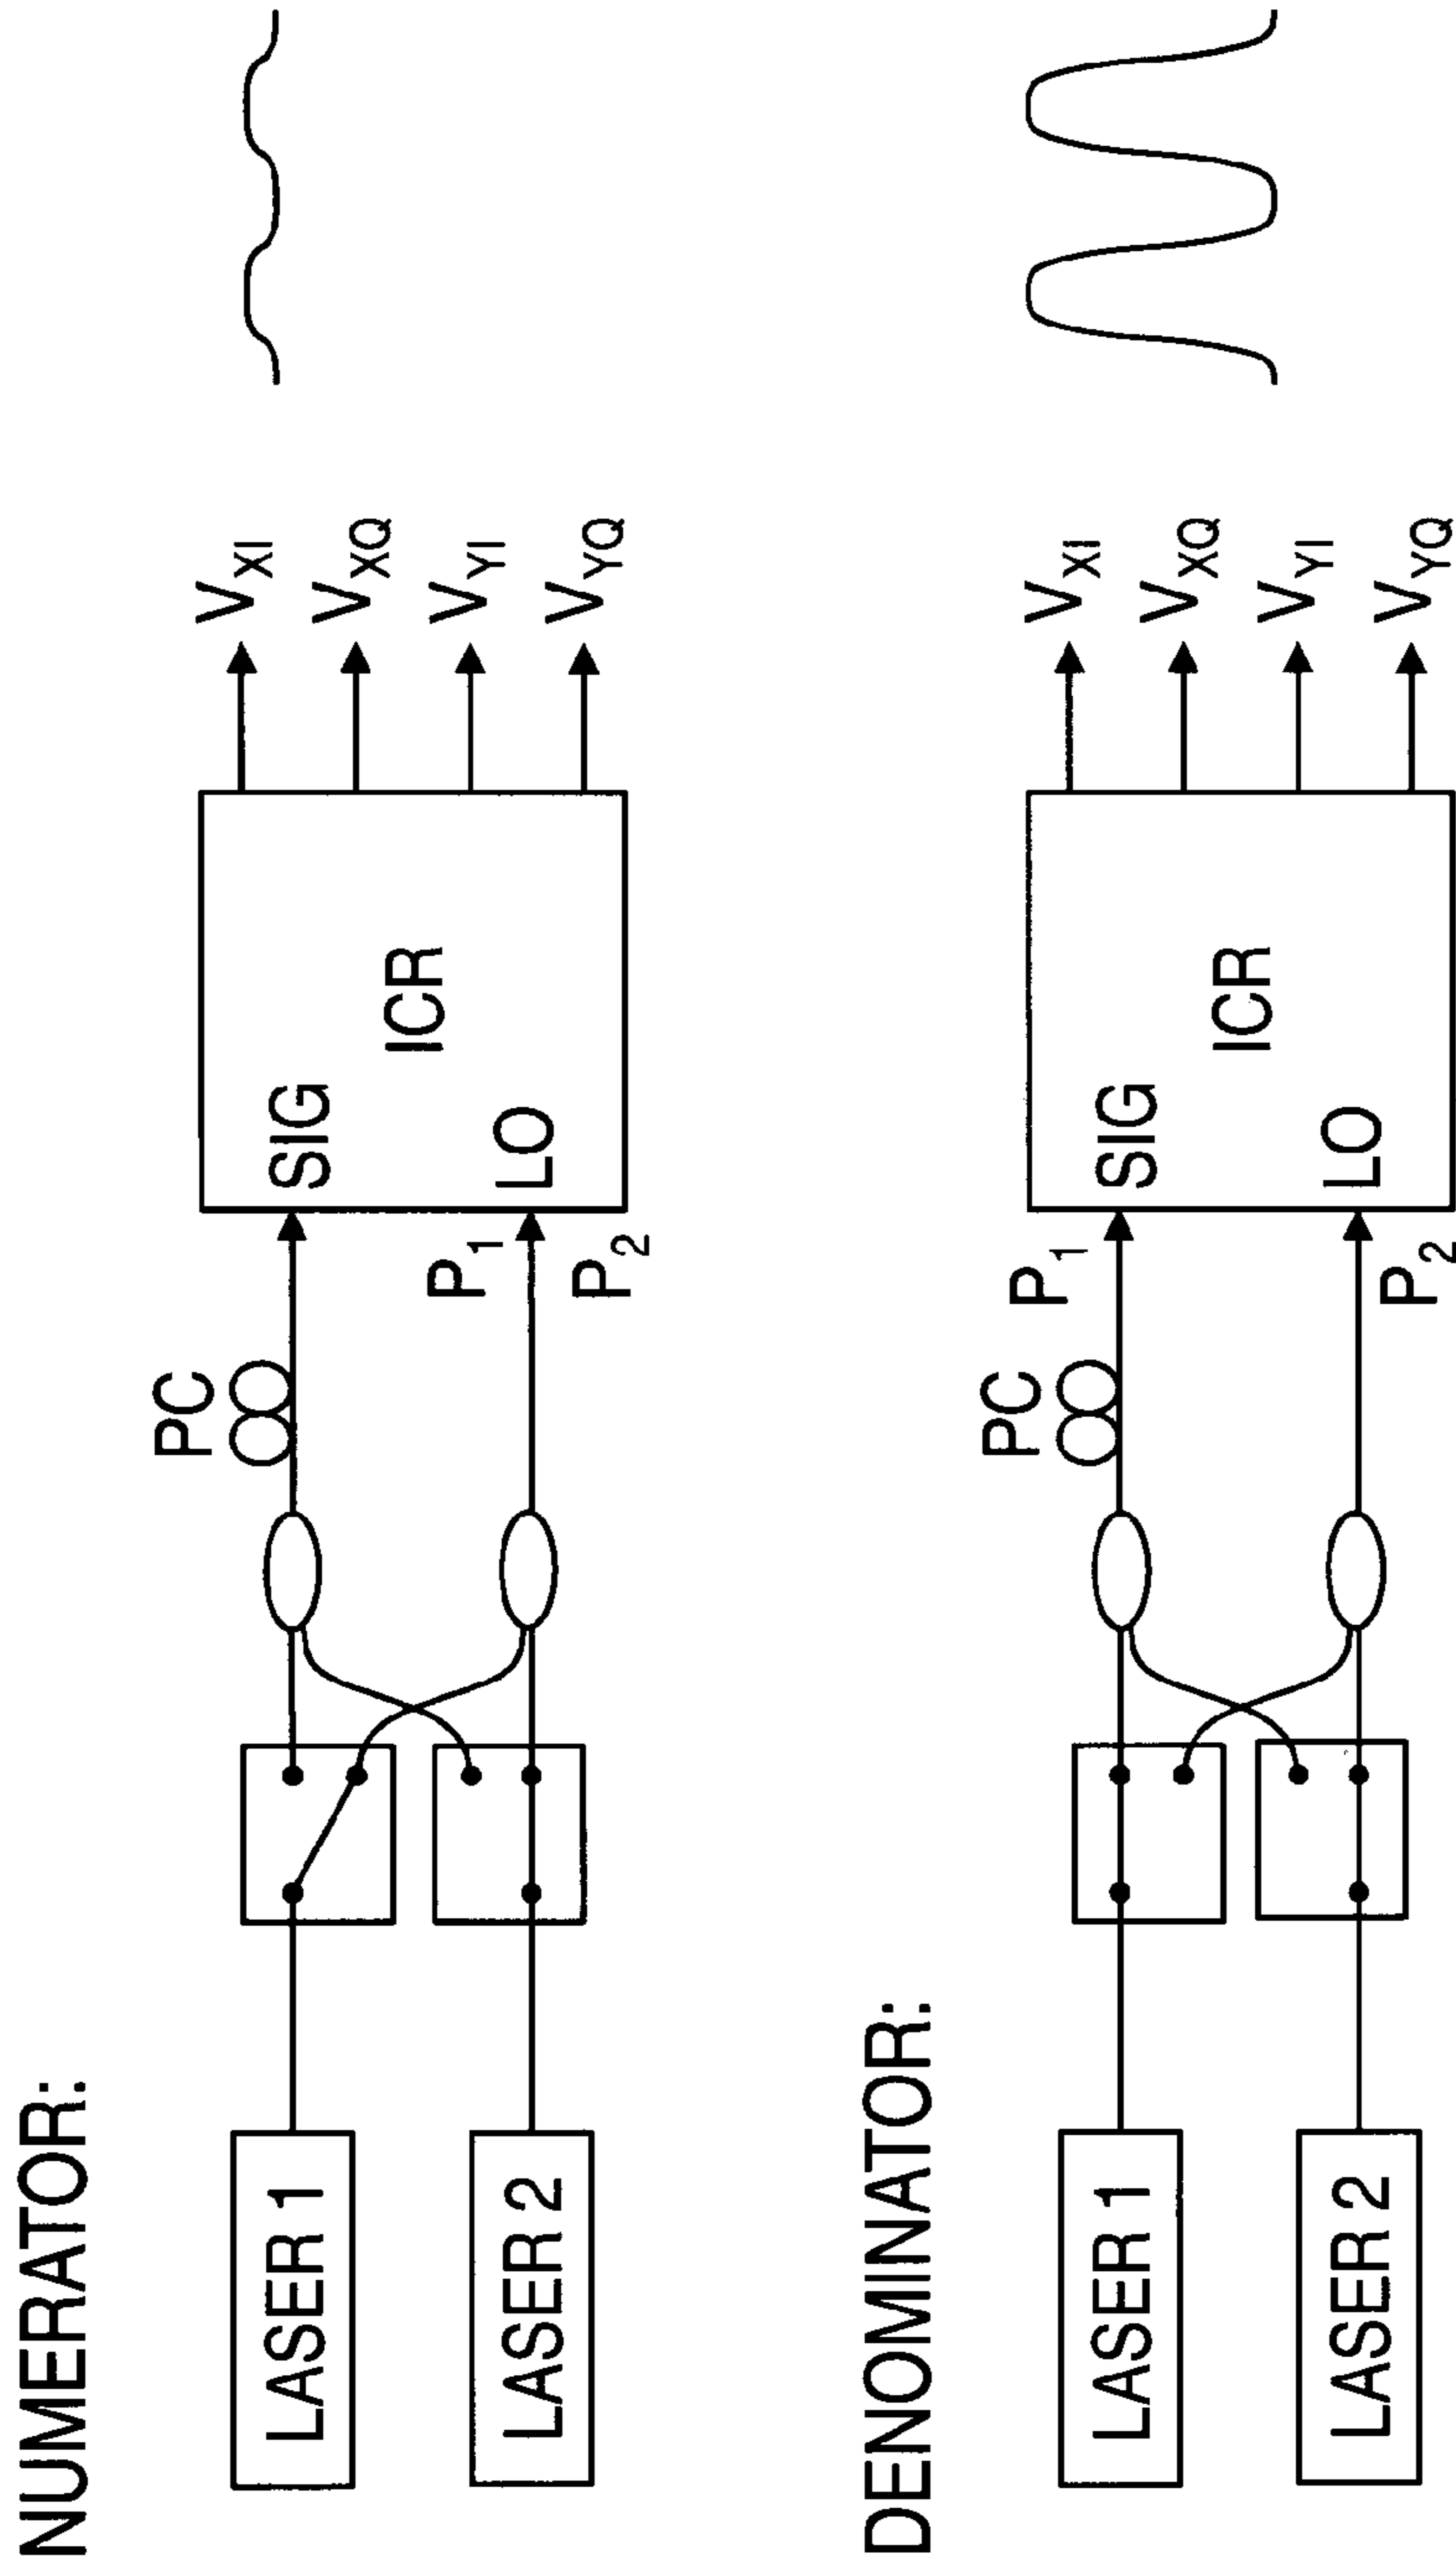 NUMERATOR:
LASER 1
LASER 2
PC
P1
P2
SIG
LO
ICR
VXI
VXQ
VYI
VYQ
DENOMINATOR:
LASER 1
LASER 2
PC
P1
P2
SIG
LO
ICR
VXI
VXQ
VYI
VYQ